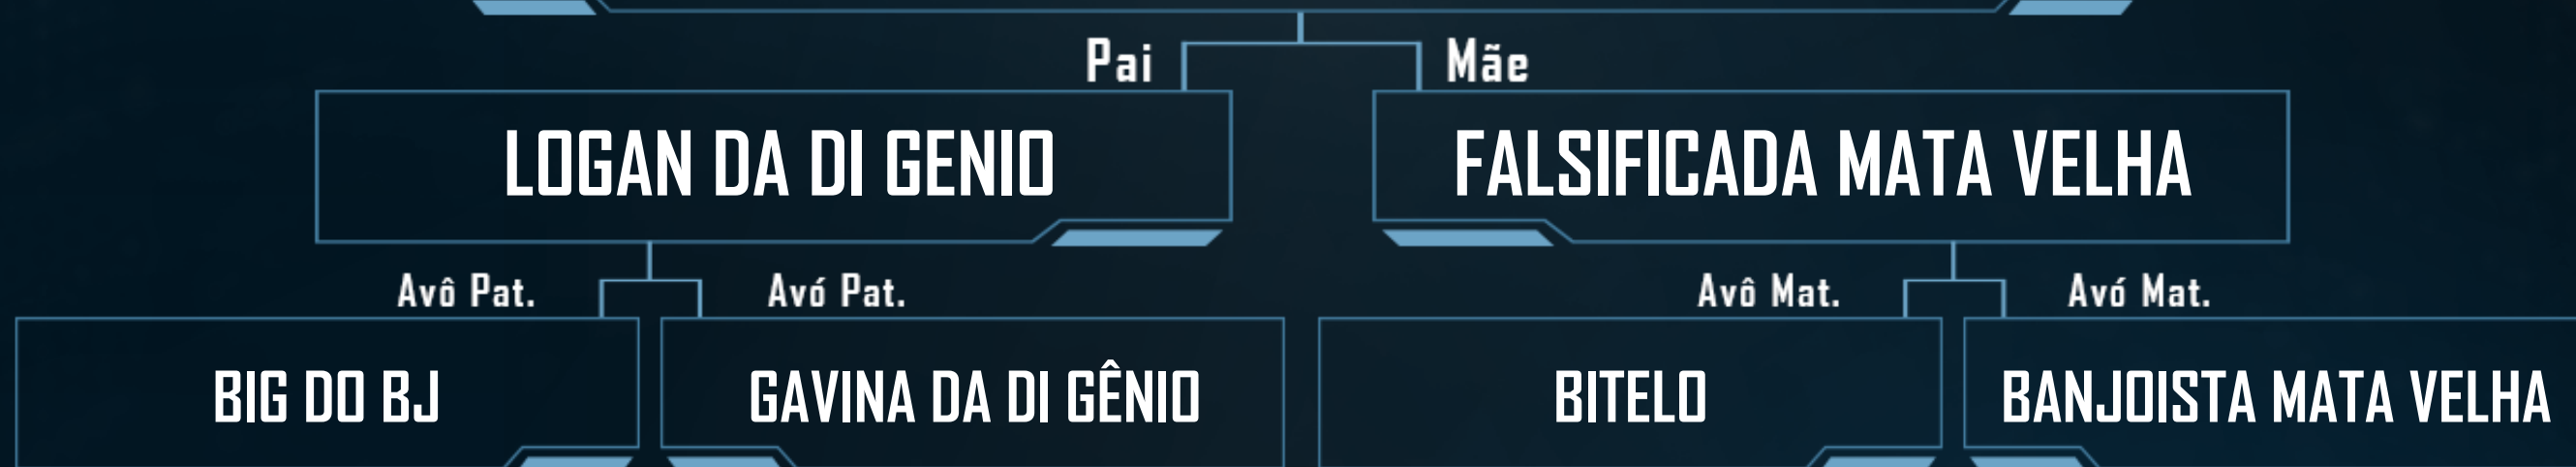 Pai Mãe
LOGAN DA DI GENIO FALSIFICADA MATA VELHA
Avô Pat. Avó Pat. Avô Mat. Avó Mat.
BIG DO BJ GAVINA DA DI GÊNIO BITELO BANJOISTA MATA VELHA